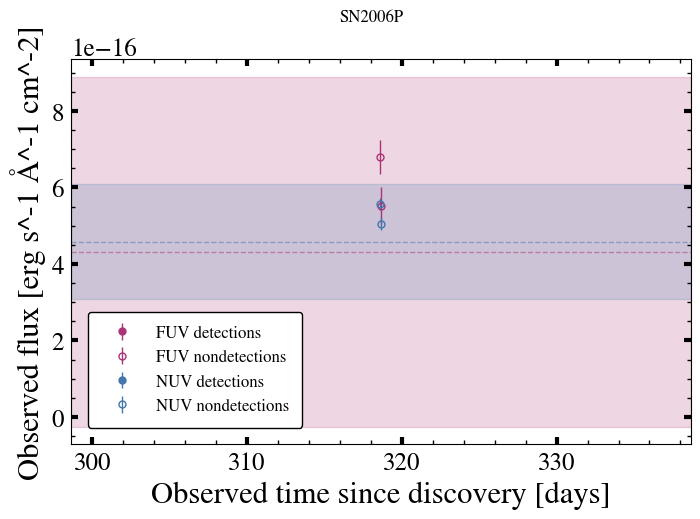 SN2006P
1e−16
8
6
4
2
0
Observed flux [erg s^-1 Å^-1 cm^-2]
FUV detections
FUV nondetections
NUV detections
NUV nondetections
300 310 320 330
Observed time since discovery [days]